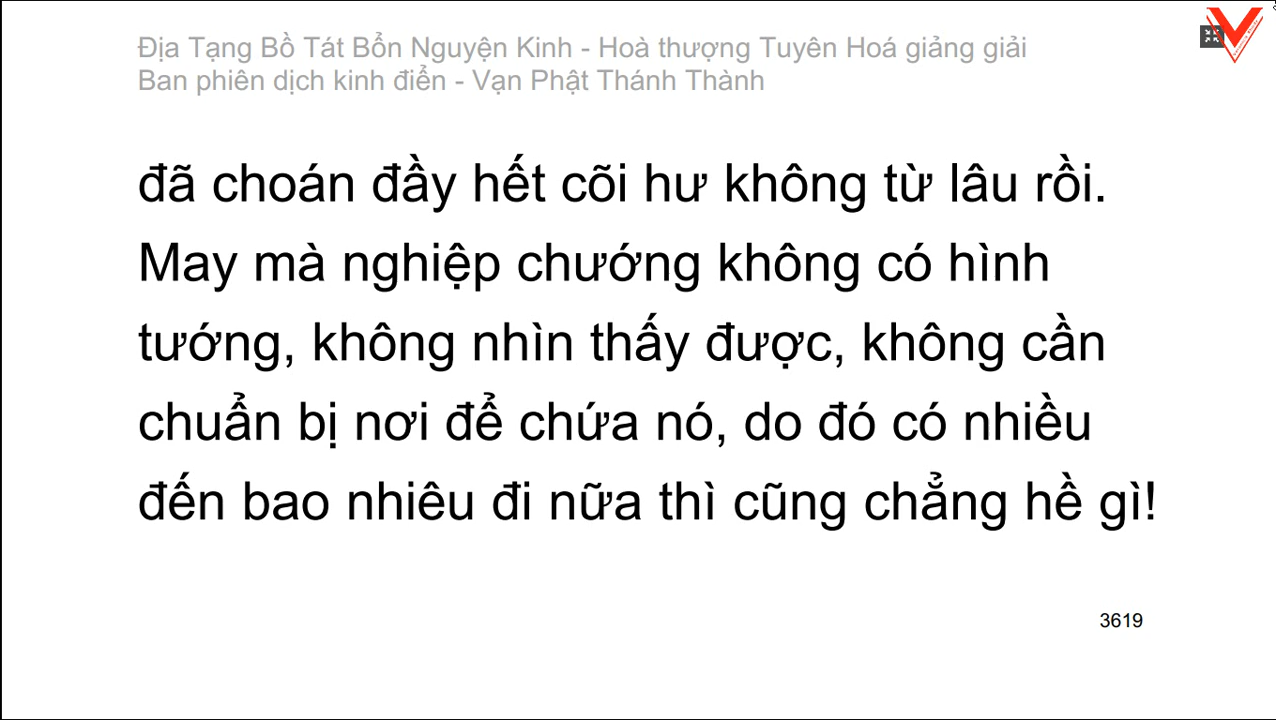 Địa Tạng Bồ Tát Bổn Nguyện Kinh - Hoà thượng Tuyên Hoá giảng giải
Ban phiên dịch kinh điển - Vạn Phật Thánh Thành
đã choán đầy hết cõi hư không từ lâu rồi.
May mà nghiệp chướng không có hình
tướng, không nhìn thấy được, không cần
chuẩn bị nơi để chứa nó, do đó có nhiều
đến bao nhiêu đi nữa thì cũng chẳng hề gì!
3619